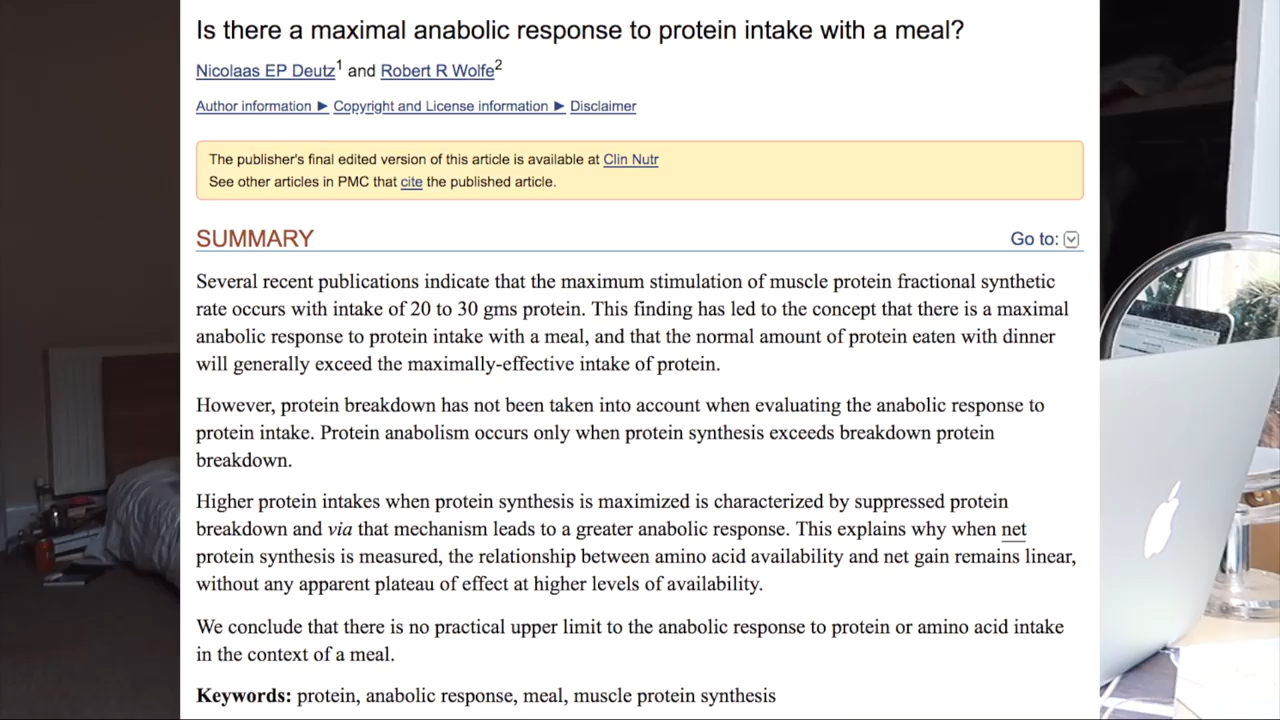 Is there a maximal anabolic response to protein intake with a meal?
Nicolaas EP Deutz1 and Robert R Wolfe2
Author information ► Copyright and License information ► Disclaimer
The publisher's final edited version of this article is available at Clin Nutr
See other articles in PMC that cite the published article.
SUMMARY Go to:
Several recent publications indicate that the maximum stimulation of muscle protein fractional synthetic
rate occurs with intake of 20 to 30 gms protein. This finding has led to the concept that there is a maximal
anabolic response to protein intake with a meal, and that the normal amount of protein eaten with dinner
will generally exceed the maximally-effective intake of protein.
However, protein breakdown has not been taken into account when evaluating the anabolic response to
protein intake. Protein anabolism occurs only when protein synthesis exceeds breakdown protein
breakdown.
Higher protein intakes when protein synthesis is maximized is characterized by suppressed protein
breakdown and via that mechanism leads to a greater anabolic response. This explains why when net
protein synthesis is measured, the relationship between amino acid availability and net gain remains linear,
without any apparent plateau of effect at higher levels of availability.
We conclude that there is no practical upper limit to the anabolic response to protein or amino acid intake
in the context of a meal.
Keywords: protein, anabolic response, meal, muscle protein synthesis